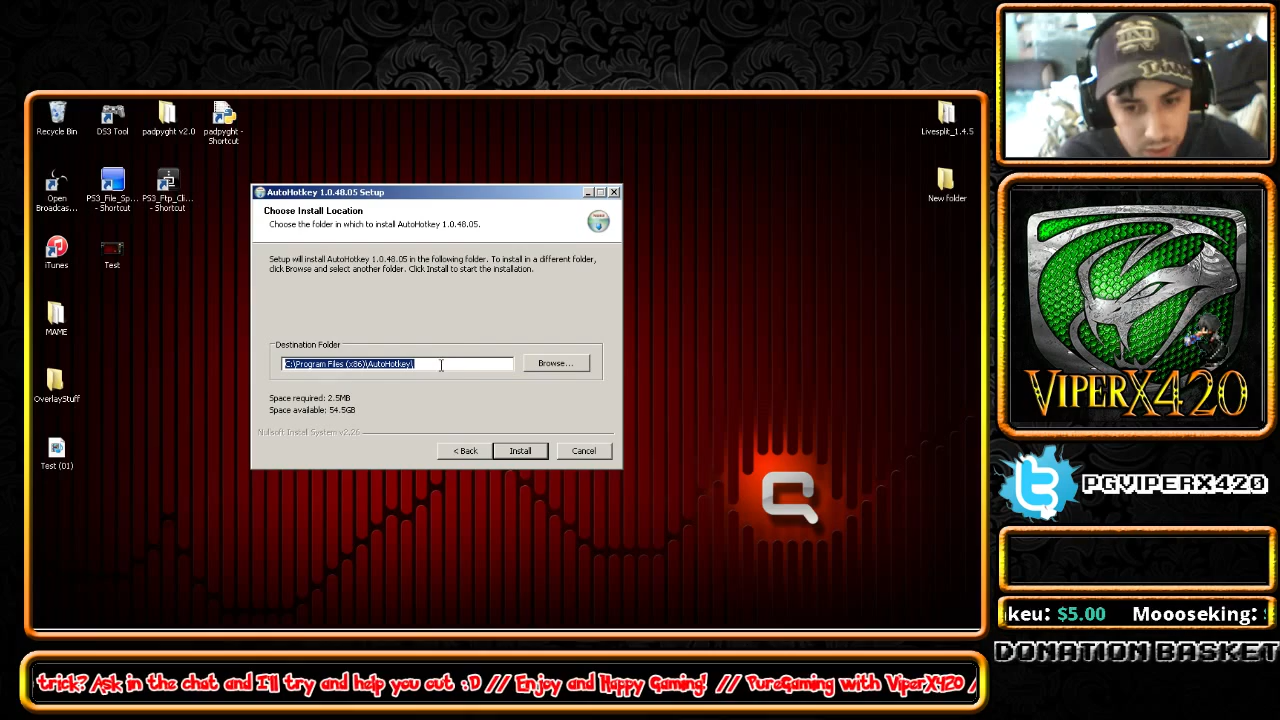 Recycle Bin
DS3 Tool
padpyght v2.0
padpyght -
Shortcut
Livesplit_1.4.5
Open
Broadcas...
PS3_File_Sp...
- Shortcut
PS3_Ftp_Cli...
- Shortcut
New folder
iTunes
Test
MAME
OverlayStuff
Test (01)
AutoHotkey 1.0.48.05 Setup
Choose Install Location
Choose the folder in which to install AutoHotkey 1.0.48.05.
Setup will install AutoHotkey 1.0.48.05 in the following folder. To install in a different folder,
click Browse and select another folder. Click Install to start the installation.
Destination Folder
C:\Program Files (x86)\AutoHotkey\
Browse...
Space required: 2.5MB
Space available: 54.5GB
Nullsoft Install System v2.26
< Back
Install
Cancel
ViperX420
PGVIPERX420
keu: $5.00 Moooseking:
DONATION BASKET
trick? Ask in the chat and I'll try and help you out :D // Enjoy and Happy Gaming! // PureGaming with ViperX420 /